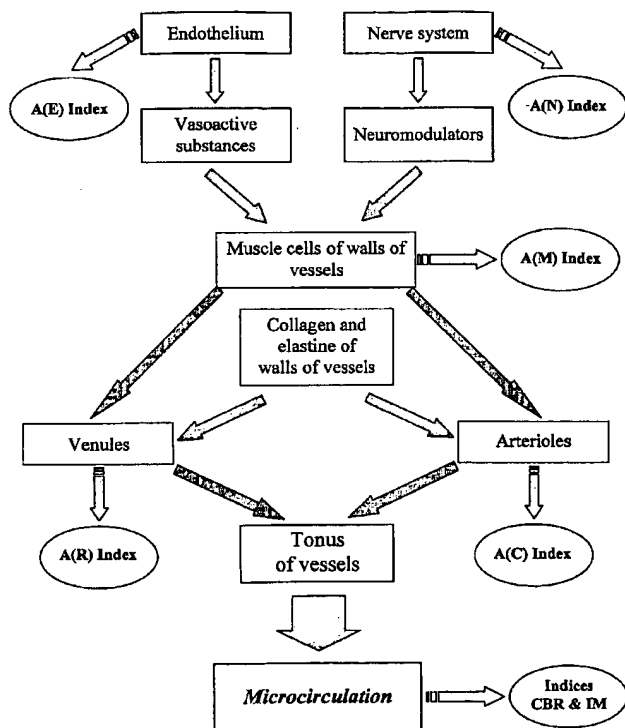 Endothelium
Nerve system
A(E) Index
-A(N) Index
Vasoactive
substances
Neuromodulators
Muscle cells of walls of
vessels
A(M) Index
Collagen and
elastine of
walls of vessels
Venules
Arterioles
A(R) Index
Tonus
of vessels
A(C) Index
Microcirculation
Indices
CBR & IM